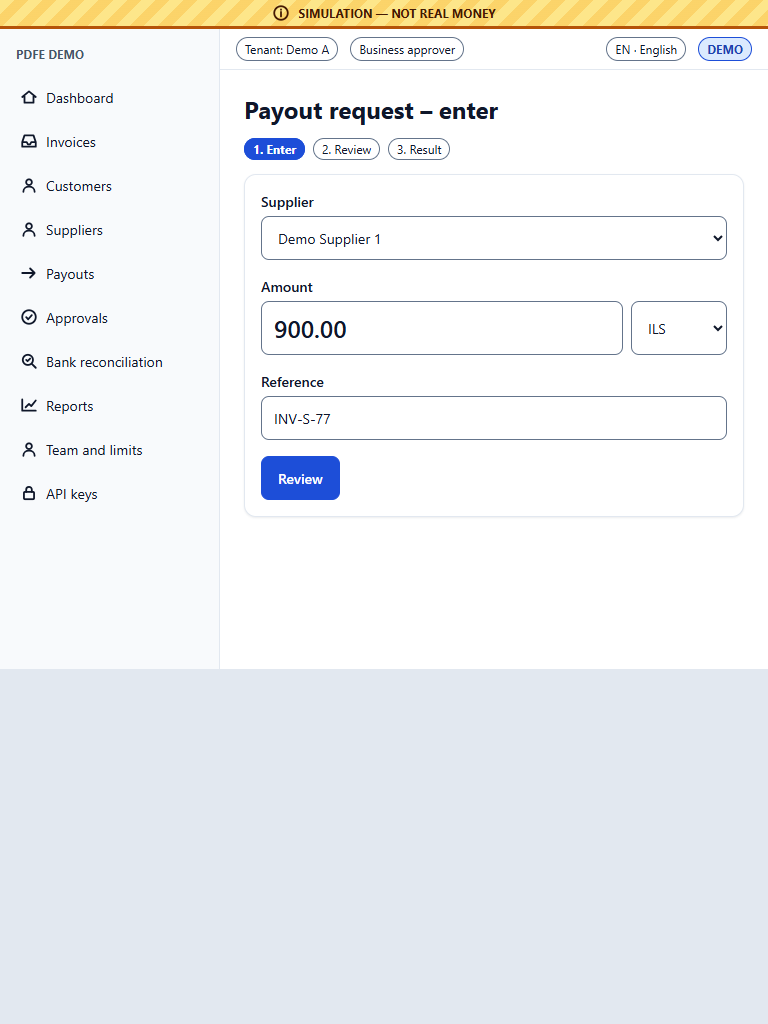 SIMULATION — NOT REAL MONEY
PDFE DEMO
Dashboard
Invoices
Customers
Suppliers
Payouts
Approvals
Bank reconciliation
Reports
Team and limits
API keys
Tenant: Demo A
Business approver
EN · English
DEMO
Payout request – enter
1. Enter
2. Review
3. Result
Supplier
Demo Supplier 1
Amount
900.00
ILS
Reference
INV-S-77
Review